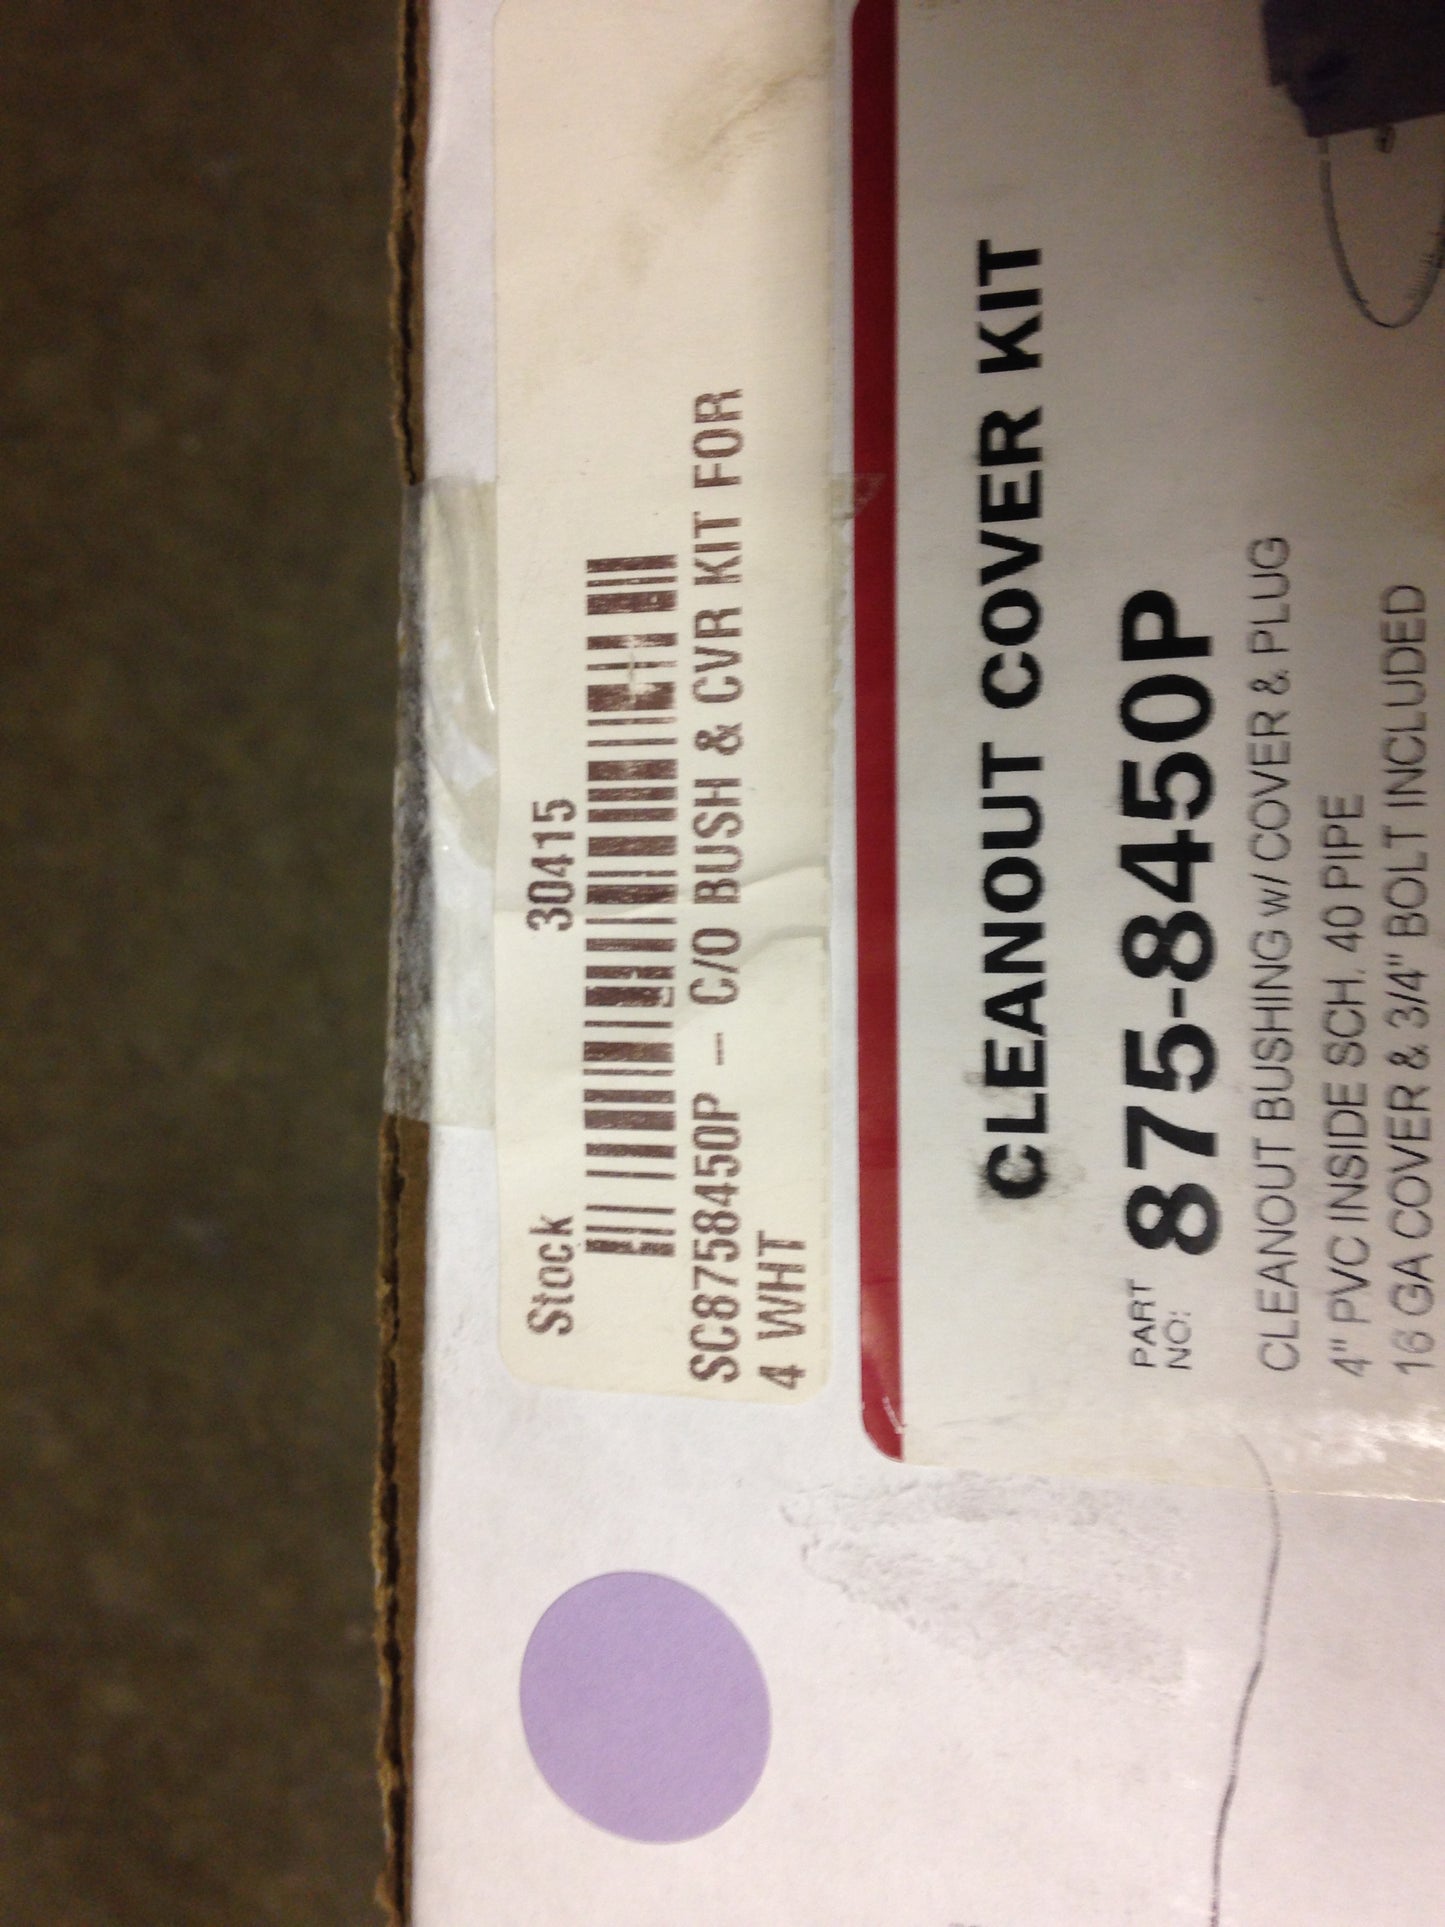 Stock 30415
SC8758450P – C/O BUSH & CVR KIT FOR
4 WHT
CLEANOUT COVER KIT
PART
NO: 875-8450P
CLEANOUT BUSHING w/ COVER & PLUG
4" PVC INSIDE SCH. 40 PIPE
16 GA COVER & 3/4" BOLT INCLUDED